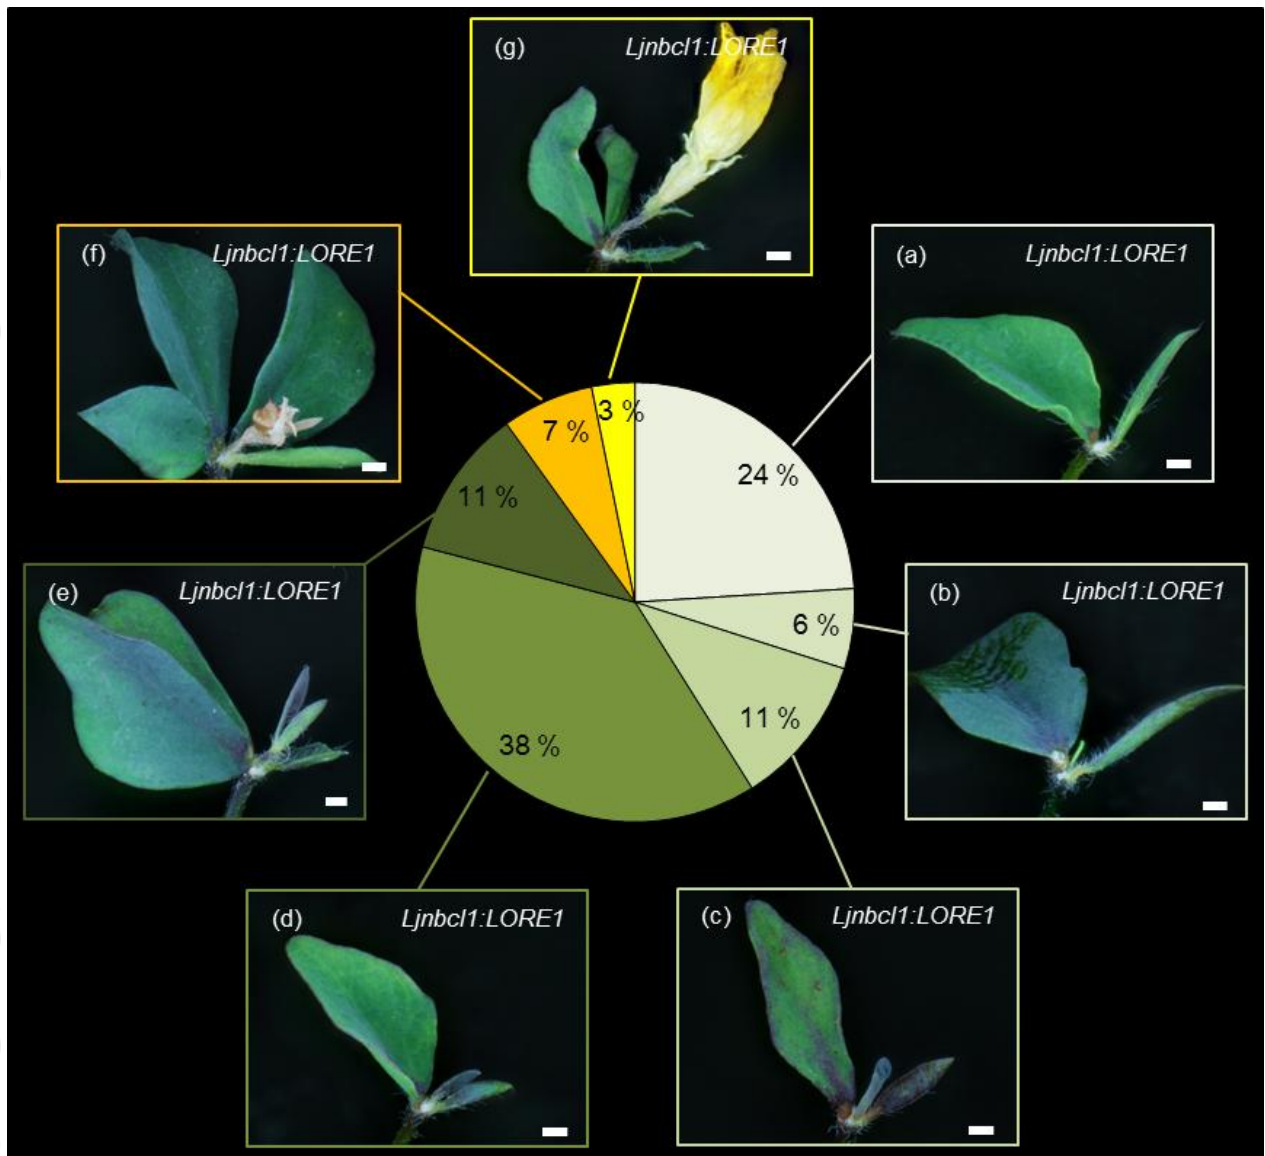 (g) Ljnbcl1:LORE1
(f) Ljnbcl1:LORE1
(a) Ljnbcl1:LORE1
3 %
7 %
24 %
11 %
(e) Ljnbcl1:LORE1
(b) Ljnbcl1:LORE1
6 %
11 %
38 %
(d) Ljnbcl1:LORE1
(c) Ljnbcl1:LORE1